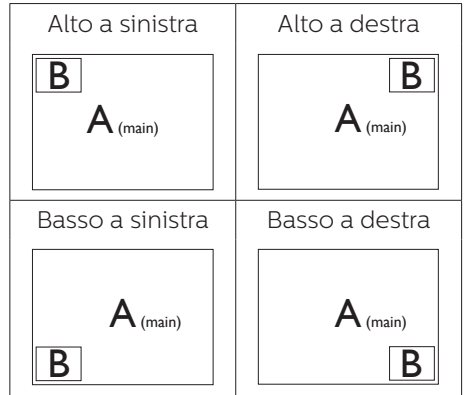 Alto a sinistra
Alto a destra
B
A (main)
B
A (main)
Basso a sinistra
Basso a destra
A (main)
B
A (main)
B